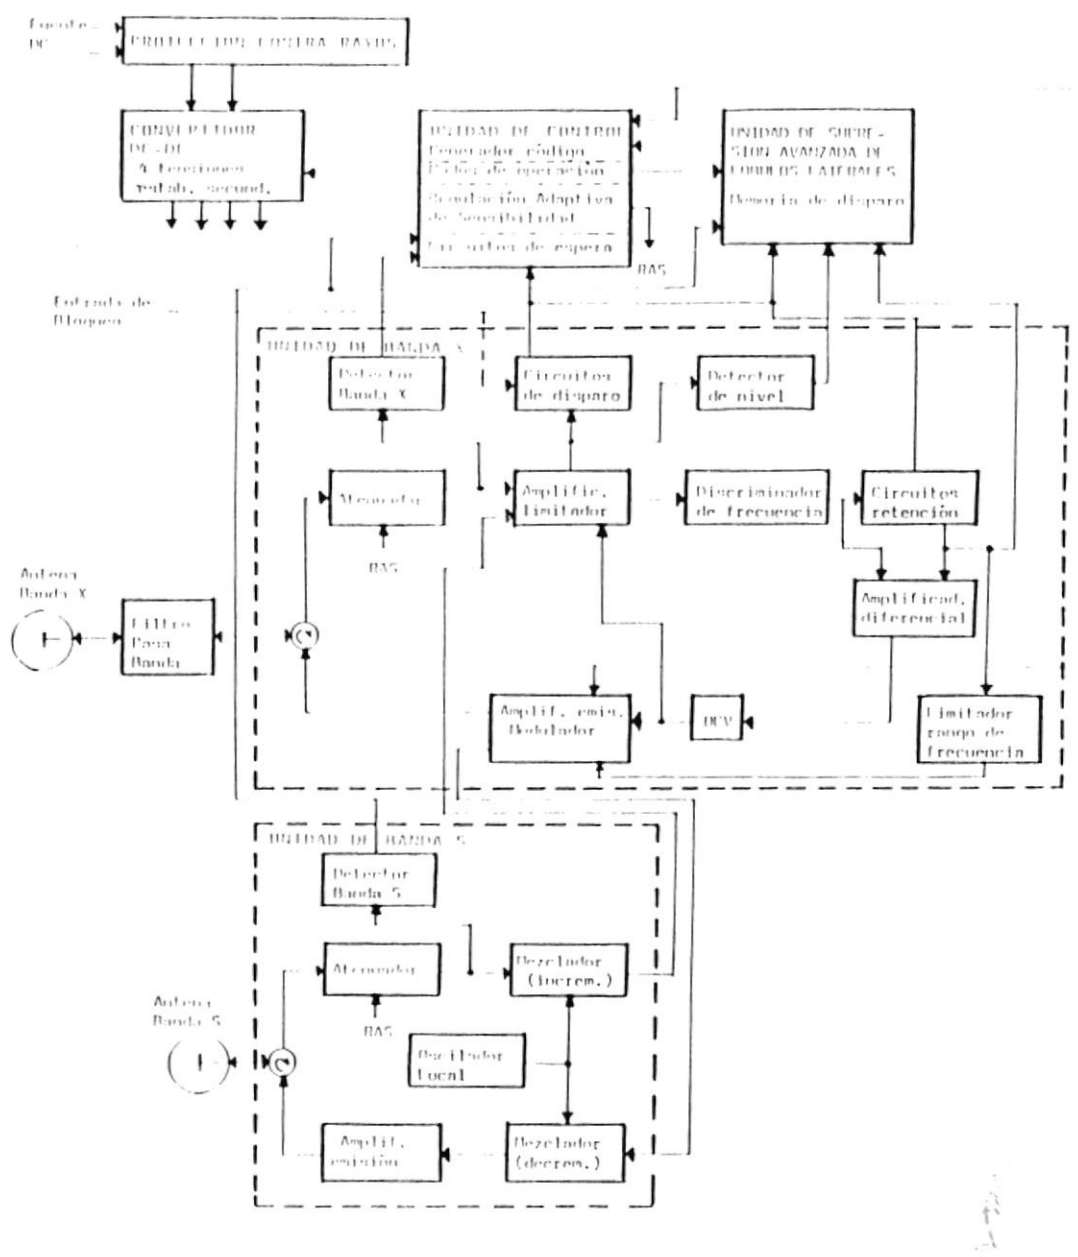 Fuente
DC
PROTECCION CONTRA RAYOS
CONVERTIDOR
DC-DC
4 tensiones
estab. second.
UNIDAD DE CONTROL
Generador código
Modos de operación
Regulación Adaptiva
de Sensibilidad
Circuitos de espera
RAS
UNIDAD DE SUPRE-
SION AVANZADA DE
LOBULOS LATERALES
Memoria de disparo
Entrada de
Bloqueo
UNIDAD DE BANDA X
Detector
Banda X
Circuitos
de disparo
Detector
de nivel
Atenuador
RAS
Amplific.
limitador
Discriminador
de frecuencia
Circuitos
retención
Antena
Banda X
Filtro
Pasa
Banda
Amplificad.
diferencial
Amplif. emis.
Modulador
OCV
Limitador
rango de
frecuencia
UNIDAD DE BANDA S
Detector
Banda S
Atenuador
RAS
Mezclador
(increm.)
Antena
Banda S
Oscilador
Local
Amplif.
emisión
Mezclador
(decrem.)